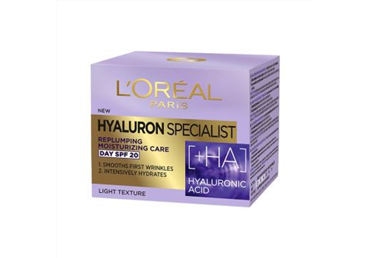 L'ORÉAL
PARIS
NEW
HYALURON SPECIALIST
REPLUMPING
MOISTURIZING CARE
DAY SPF 20
1. SMOOTHS FIRST WRINKLES
2. INTENSIVELY HYDRATES
LIGHT TEXTURE
[+HA]
HYALURONIC
ACID